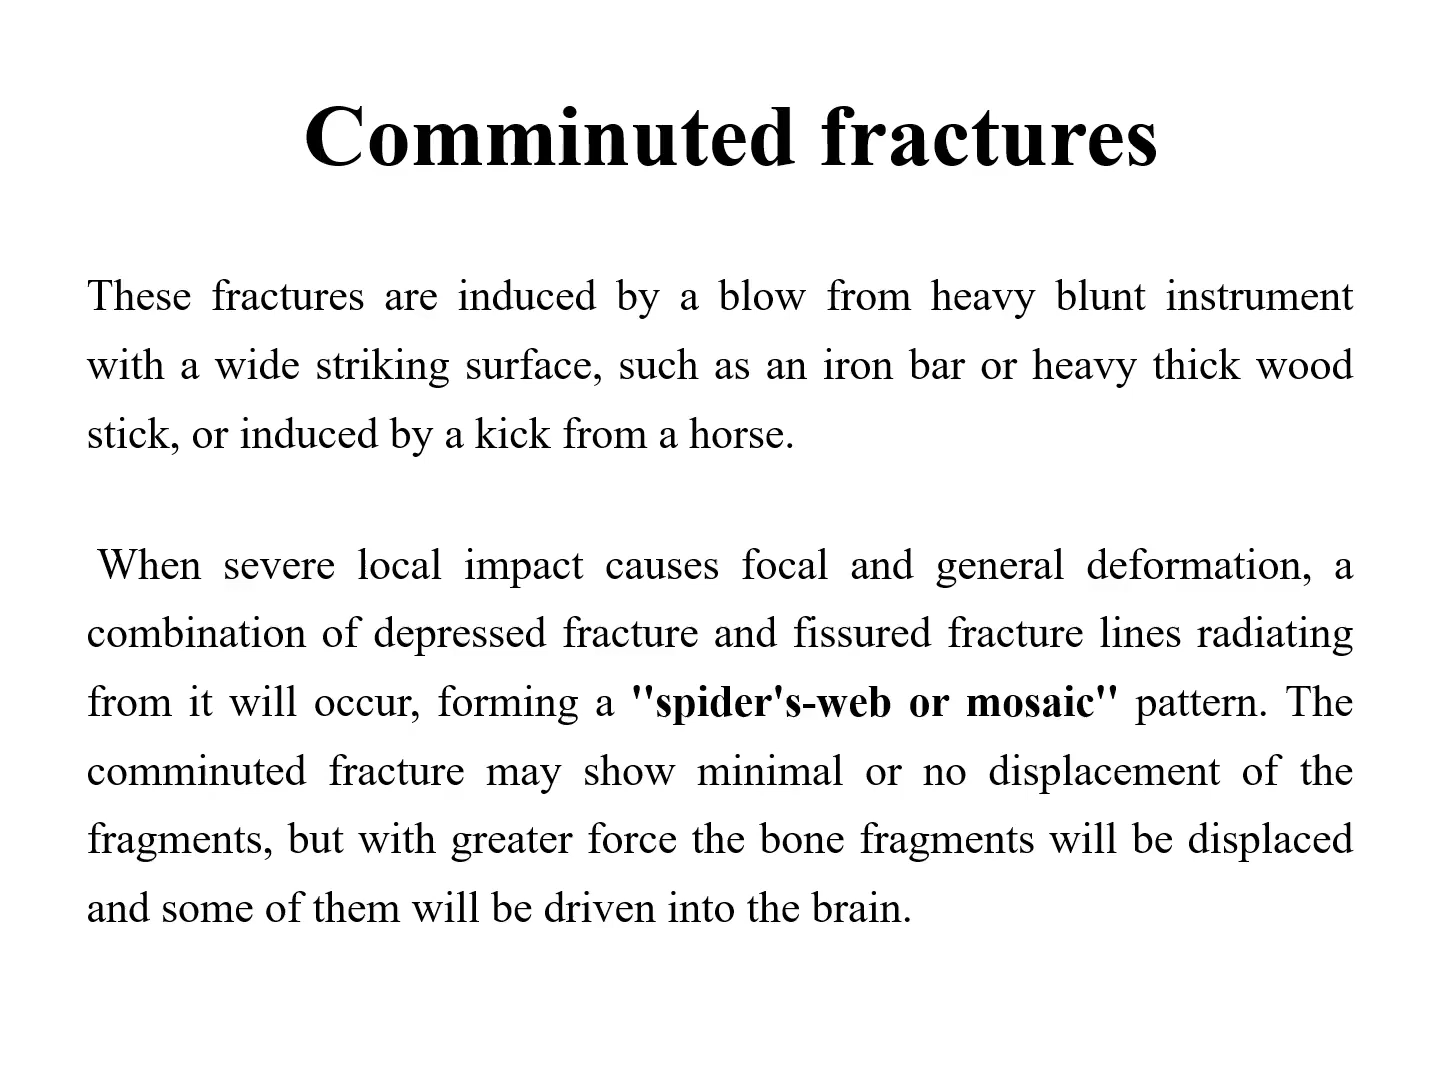 Comminuted fractures
These fractures are induced by a blow from heavy blunt instrument
with a wide striking surface, such as an iron bar or heavy thick wood
stick, or induced by a kick from a horse.
When severe local impact causes focal and general deformation, a
combination of depressed fracture and fissured fracture lines radiating
from it will occur, forming a "spider's-web or mosaic" pattern. The
comminuted fracture may show minimal or no displacement of the
fragments, but with greater force the bone fragments will be displaced
and some of them will be driven into the brain.